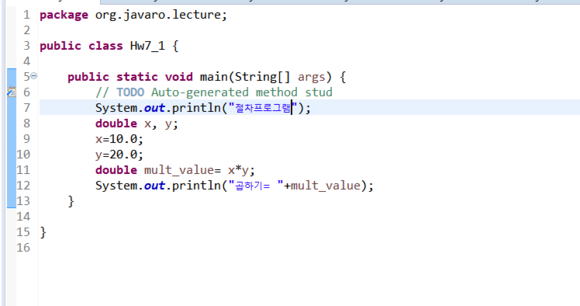 1 package org.javaro.lecture;
2
3 public class Hw7_1 {
4
5 public static void main(String[] args) {
6 // TODO Auto-generated method stud
7 System.out.println("절차프로그램");
8 double x, y;
9 x=10.0;
10 y=20.0;
11 double mult_value= x*y;
12 System.out.println("곱하기= "+mult_value);
13 }
14
15 }
16